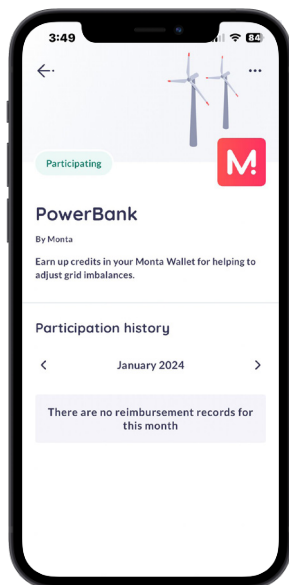 3:49
84
Participating
M!
PowerBank
By Monta
Earn up credits in your Monta Wallet for helping to
adjust grid imbalances.
Participation history
January 2024
There are no reimbursement records for
this month